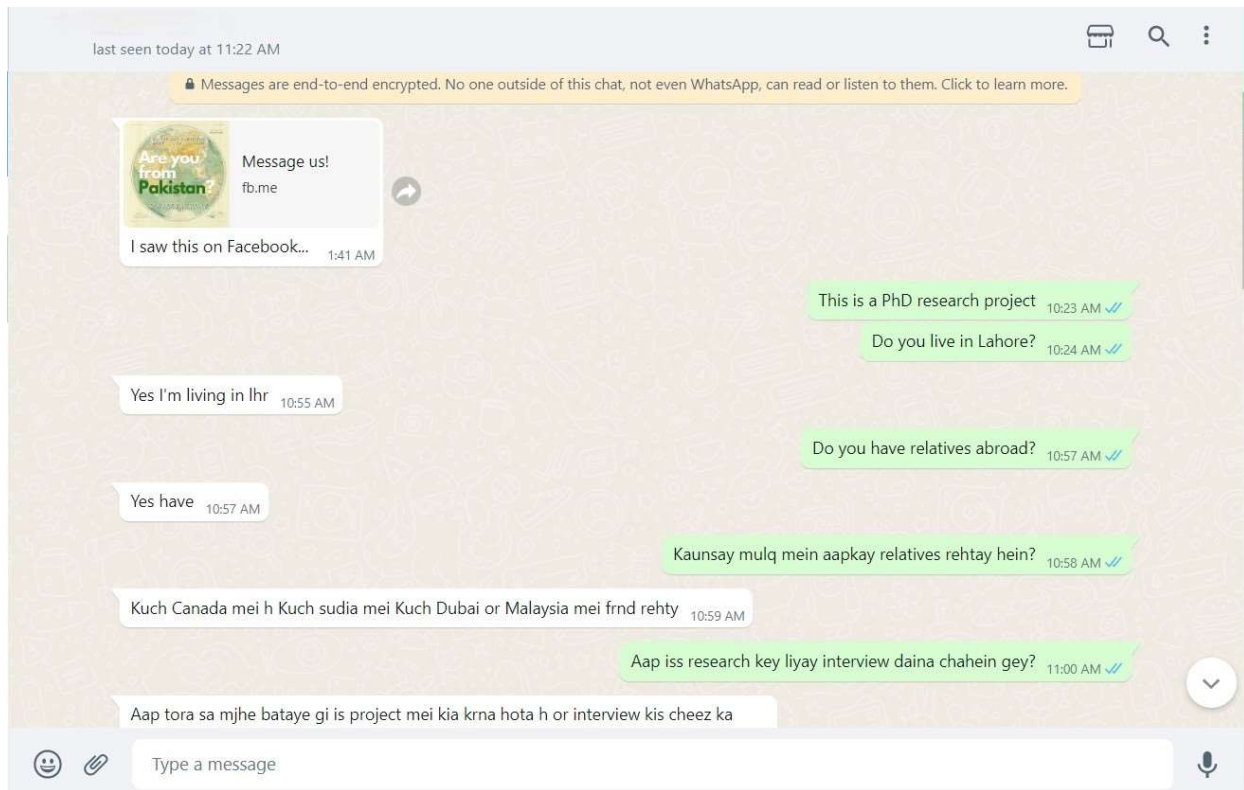 last seen today at 11:22 AM
Messages are end-to-end encrypted. No one outside of this chat, not even WhatsApp, can read or listen to them. Click to learn more.
Are you
from
Pakistan?
Message us!
fb.me
I saw this on Facebook... 1:41 AM
This is a PhD research project 10:23 AM
Do you live in Lahore? 10:24 AM
Yes I'm living in lhr 10:55 AM
Do you have relatives abroad? 10:57 AM
Yes have 10:57 AM
Kaunsay mulq mein aapkay relatives rehtay hein? 10:58 AM
Kuch Canada mei h Kuch sudia mei Kuch Dubai or Malaysia mei frnd rehty 10:59 AM
Aap iss research key liyay interview daina chahein gey? 11:00 AM
Aap tora sa mjhe bataye gi is project mei kia krna hota h or interview kis cheez ka
Type a message